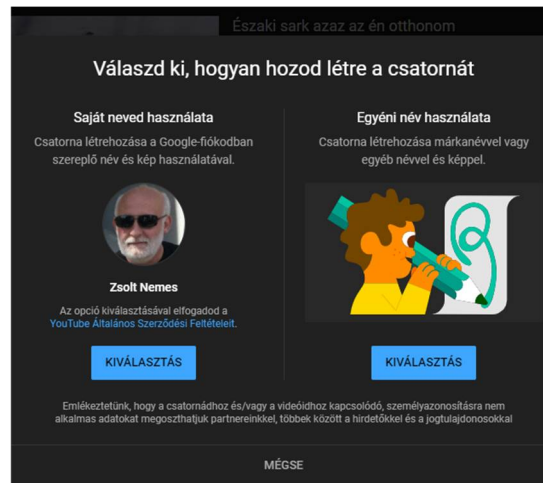 Északi sark azaz az én otthonom
Válaszd ki, hogyan hozod létre a csatornát
Saját neved használata
Csatorna létrehozása a Google-fiókodban
szereplő név és kép használatával.
Zsolt Nemes
Az opció kiválasztásával elfogadod a
YouTube Általános Szerződési Feltételeit.
KIVÁLASZTÁS
Egyéni név használata
Csatorna létrehozása márkanévvel vagy
egyéb névvel és képpel.
KIVÁLASZTÁS
Emlékeztetünk, hogy a csatornádhoz és/vagy a videóidhoz kapcsolódó, személyazonosításra nem
alkalmas adatokat megoszthatjuk partnereinkkel, többek között a hirdetőkkel és a jogtulajdonosokkal
MÉGSE